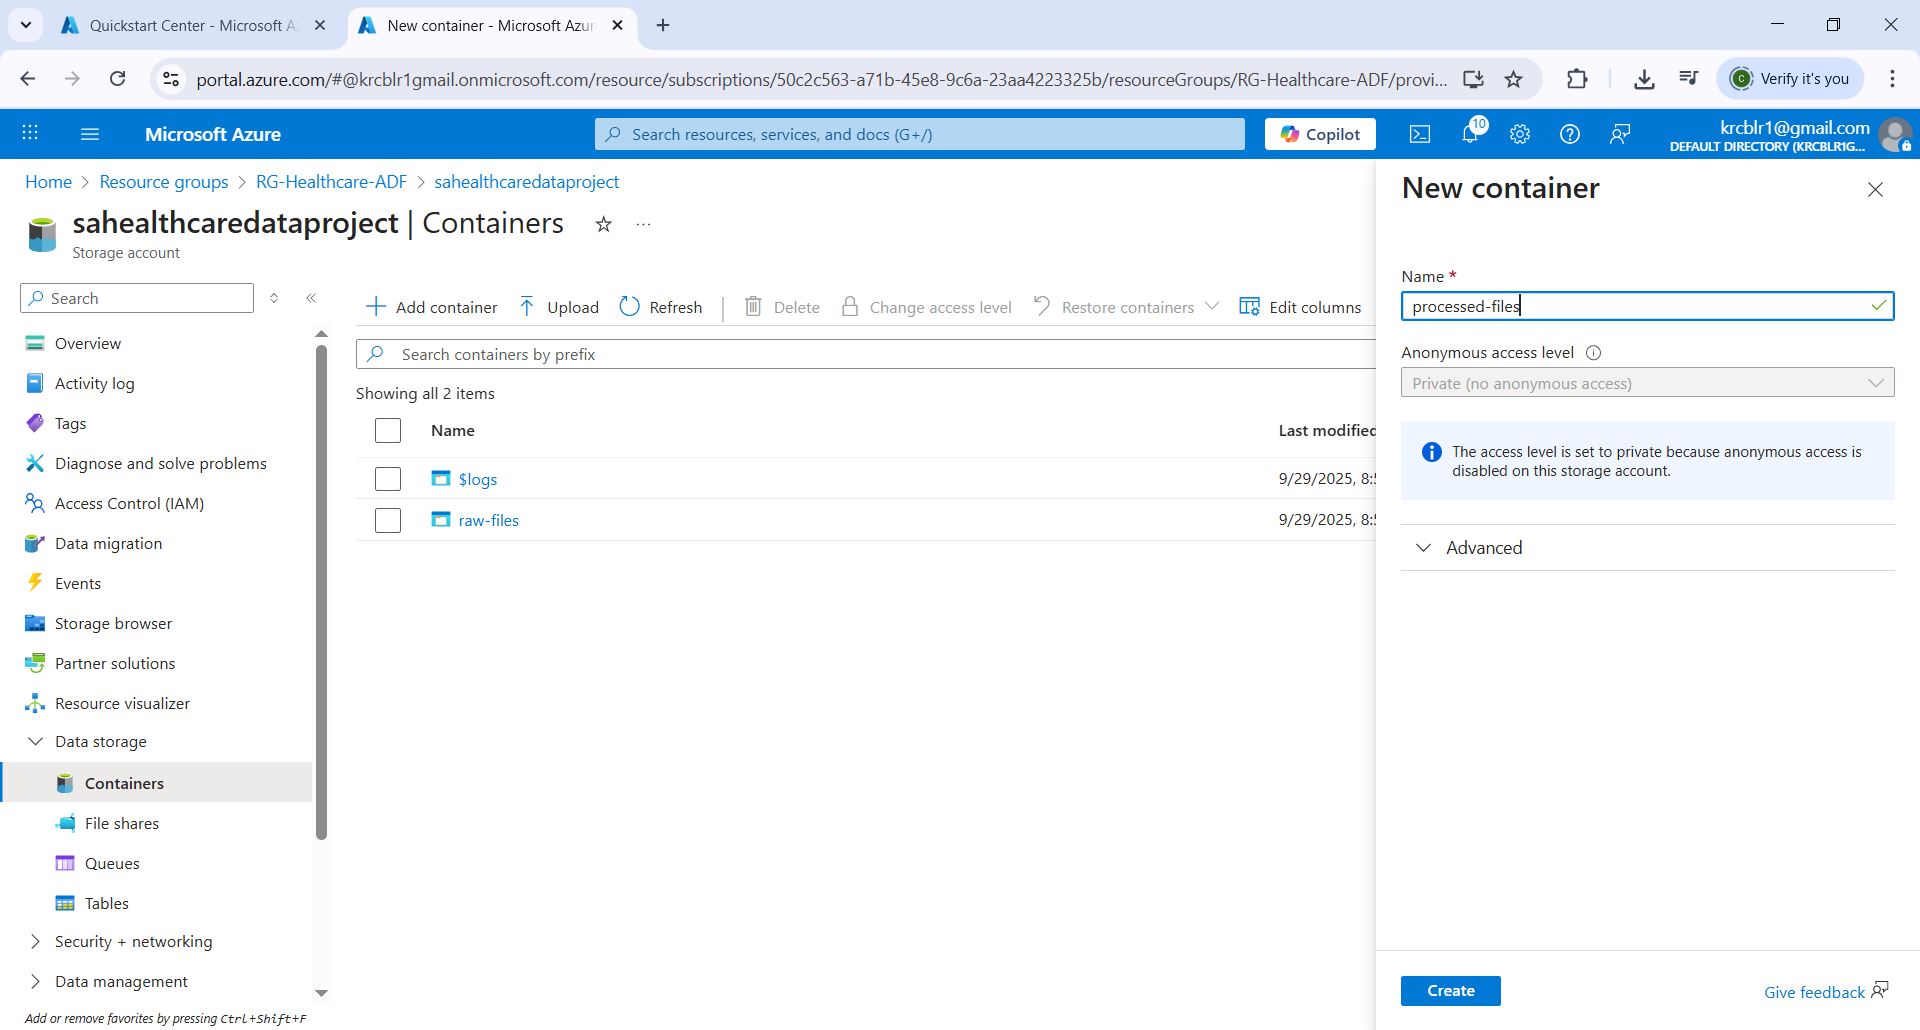 Quickstart Center - Microsoft A
New container - Microsoft Azur
portal.azure.com/#@krcblr1gmail.onmicrosoft.com/resource/subscriptions/50c2c563-a71b-45e8-9c6a-23aa4223325b/resourceGroups/RG-Healthcare-ADF/provi...
Verify it's you
Microsoft Azure
Search resources, services, and docs (G+/)
Copilot
10
krcblr1@gmail.com
DEFAULT DIRECTORY (KRCBLR1G...
Home > Resource groups > RG-Healthcare-ADF > sahealthcaredataproject
sahealthcaredataproject | Containers
Storage account
Search
Overview
Activity log
Tags
Diagnose and solve problems
Access Control (IAM)
Data migration
Events
Storage browser
Partner solutions
Resource visualizer
Data storage
Containers
File shares
Queues
Tables
Security + networking
Data management
Add or remove favorites by pressing Ctrl+Shift+F
Add container
Upload
Refresh
Delete
Change access level
Restore containers
Edit columns
Search containers by prefix
Showing all 2 items
Name
Last modified
$logs
9/29/2025, 8:5
raw-files
9/29/2025, 8:5
New container
Name *
processed-files
Anonymous access level
Private (no anonymous access)
The access level is set to private because anonymous access is
disabled on this storage account.
Advanced
Create
Give feedback